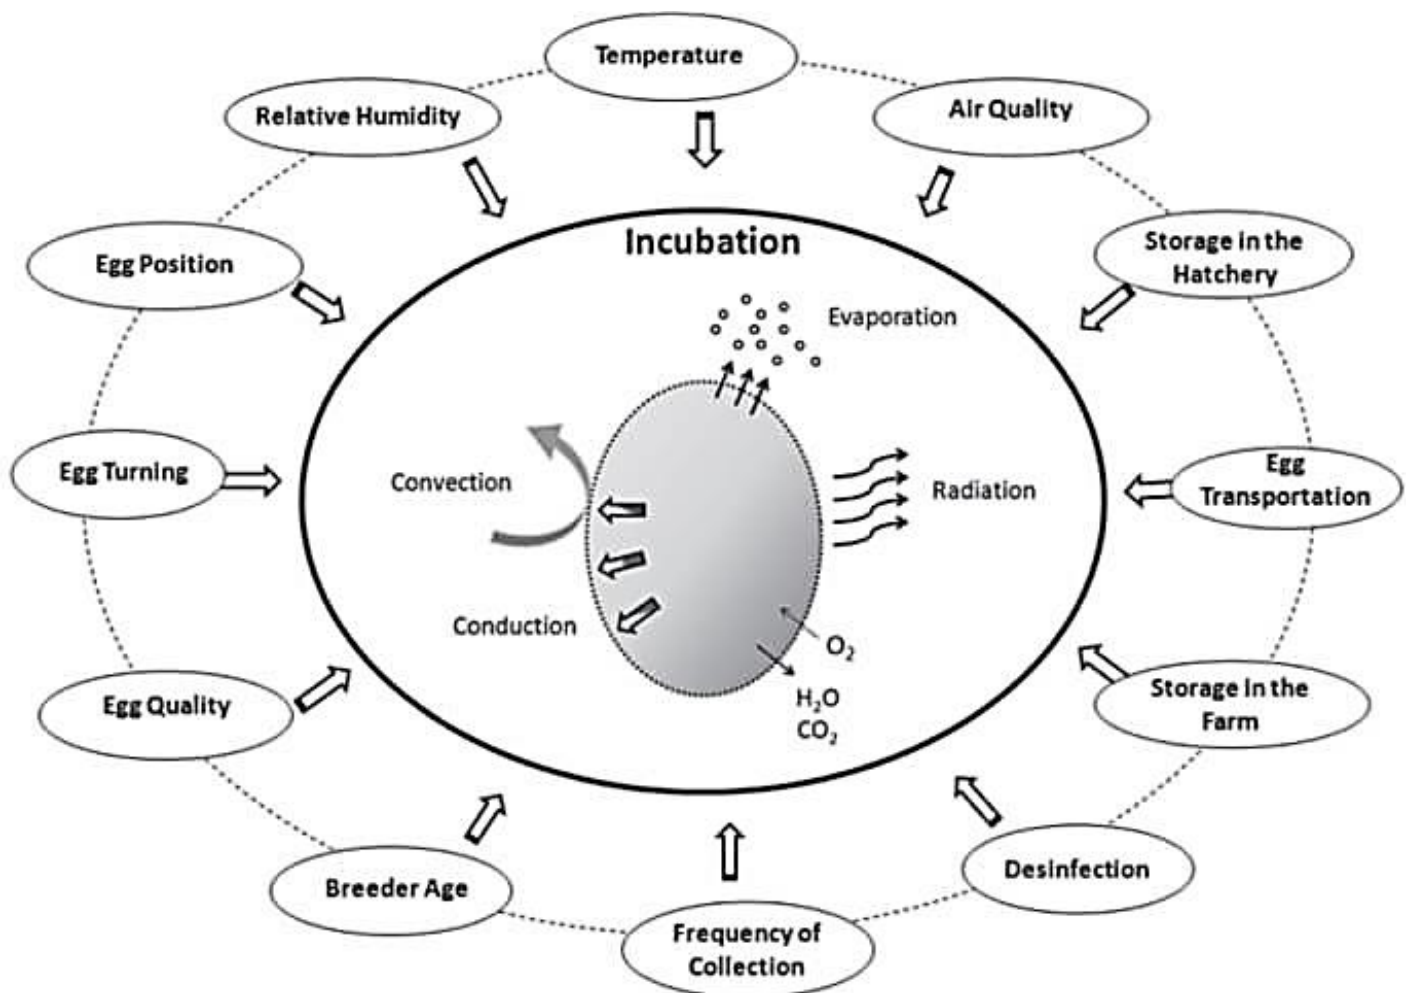 Temperature
Relative Humidity
Air Quality
Egg Position
Storage in the
Hatchery
Incubation
Evaporation
Egg Turning
Convection
Radiation
Egg
Transportation
Conduction
O₂
H₂O
CO₂
Egg Quality
Storage in the
Farm
Breeder Age
Desinfection
Frequency of
Collection